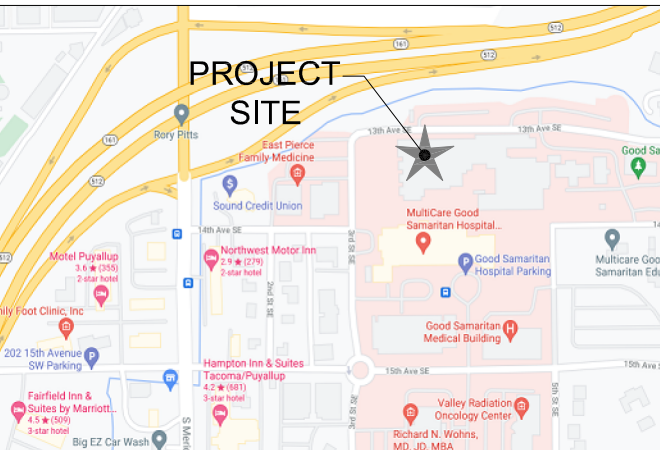 512
161
512
512
PROJECT
SITE
161
512
512
Rory Pitts
13th Ave SE
13th Ave SE
East Pierce
Family Medicine
Good Sa
Sound Credit Union
MultiCare Good
Samaritan Hospital...
14th Ave SE
3rd St SE
Northwest Motor Inn
2.9 ★ (279)
2-star hotel
Motel Puyallup
3.6 ★ (355)
2-star hotel
Good Samaritan
Hospital Parking
Multicare Goo
Samaritan Edu
2nd St SE
ily Foot Clinic, Inc
Good Samaritan
Medical Building
202 15th Avenue
SW Parking
Hampton Inn & Suites
Tacoma/Puyallup
4.2 ★ (681)
3-star hotel
15th Ave SE
15th Ave
Fairfield Inn &
Suites by Marriott...
4.5 ★ (509)
3-star hotel
3rd St SE
5th St SE
Valley Radiation
Oncology Center
Big EZ Car Wash
S Meri
Richard N. Wohns,
MD, JD, MBA